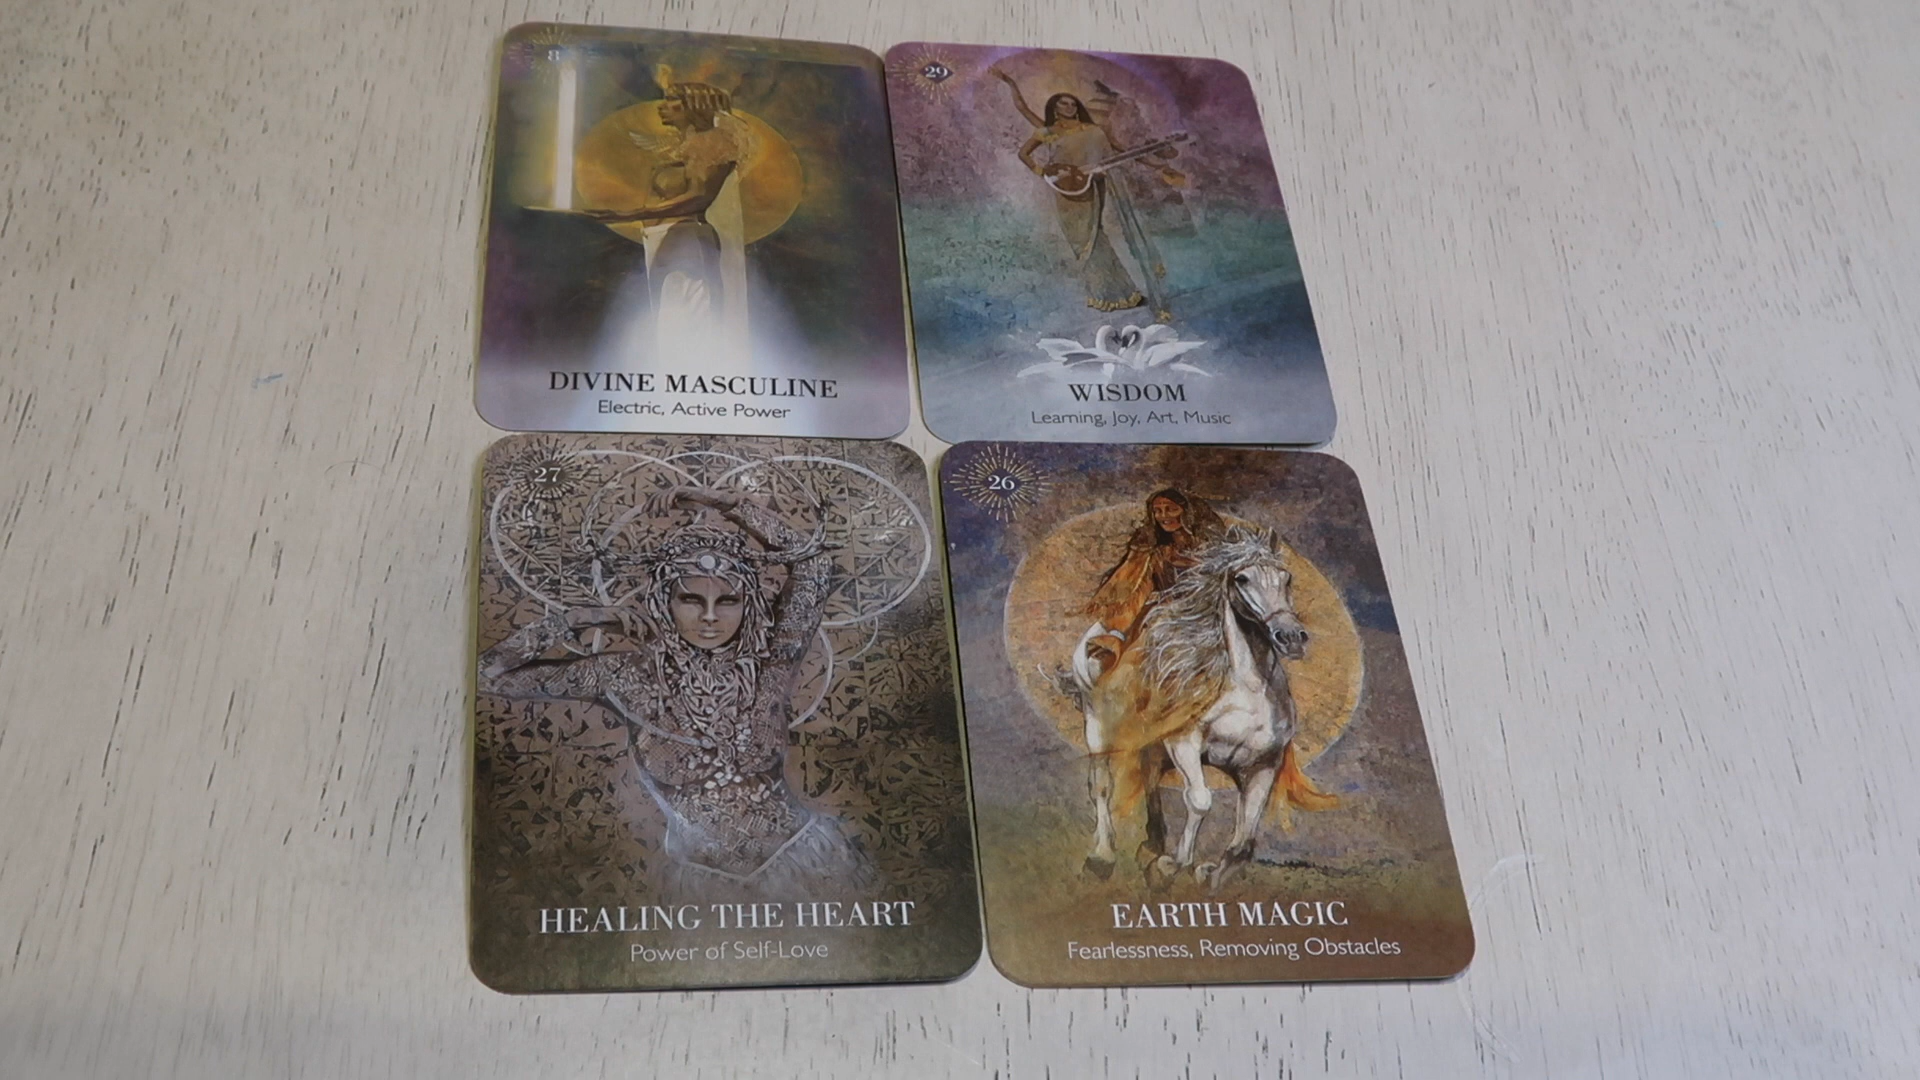 8
DIVINE MASCULINE
Electric, Active Power
29
WISDOM
Learning, Joy, Art, Music
27
HEALING THE HEART
Power of Self-Love
26
EARTH MAGIC
Fearlessness, Removing Obstacles